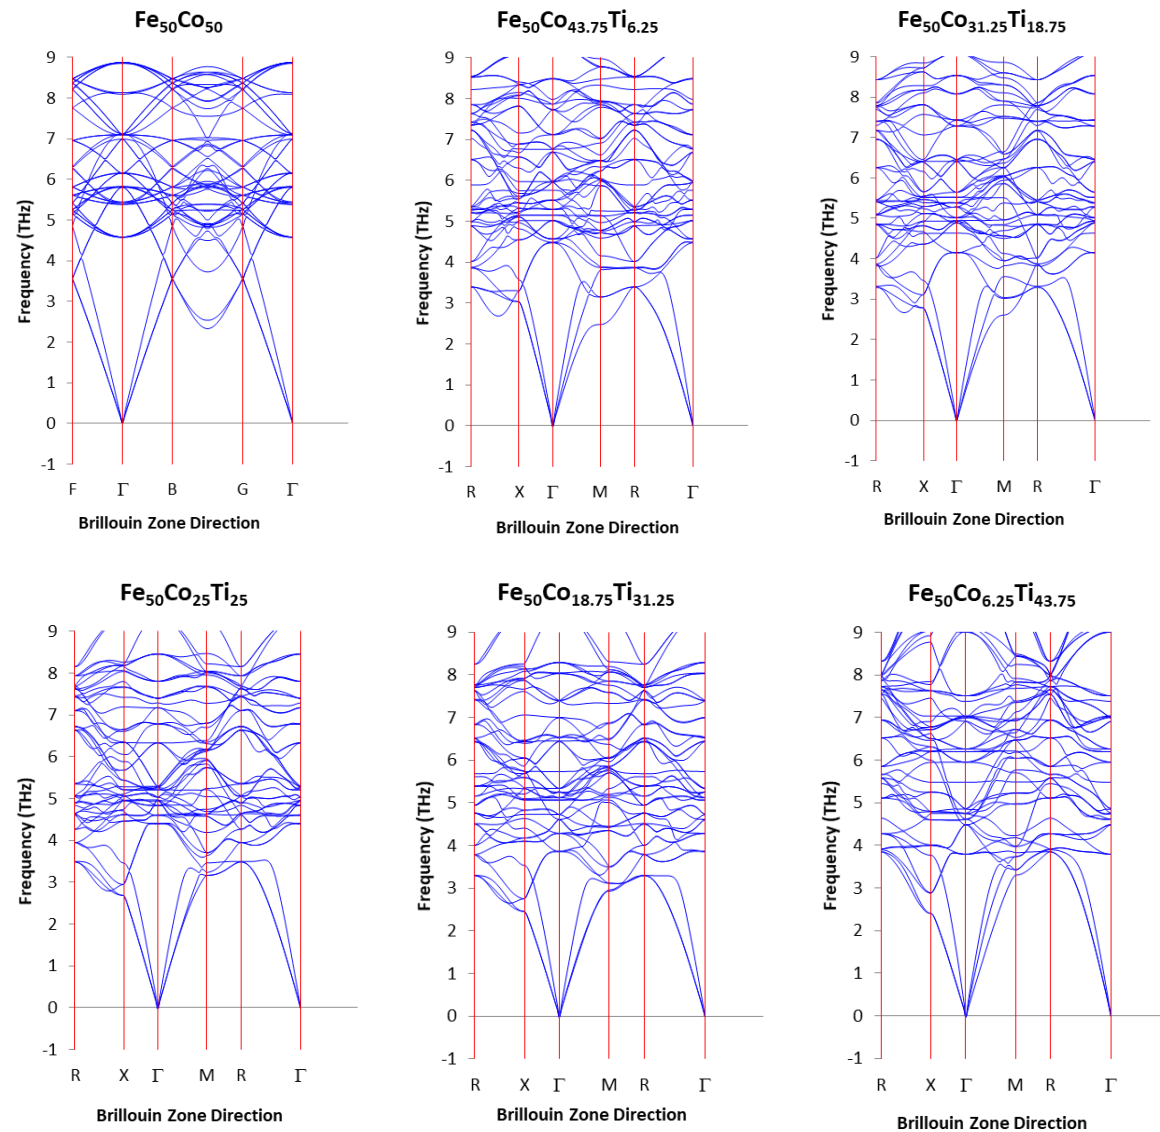 Fe50Co50
Frequency (THz)
9
8
7
6
5
4
3
2
1
0
-1
F Γ B G Γ
Brillouin Zone Direction
Fe50Co43.75Ti6.25
Frequency (THz)
9
8
7
6
5
4
3
2
1
0
-1
R X Γ M R Γ
Brillouin Zone Direction
Fe50Co31.25Ti18.75
Frequency (THz)
9
8
7
6
5
4
3
2
1
0
-1
R X Γ M R Γ
Brillouin Zone Direction
Fe50Co25Ti25
Frequency (THz)
9
8
7
6
5
4
3
2
1
0
-1
R X Γ M R Γ
Brillouin Zone Direction
Fe50Co18.75Ti31.25
Frequency (THz)
9
8
7
6
5
4
3
2
1
0
-1
R X Γ M R Γ
Brillouin Zone Direction
Fe50Co6.25Ti43.75
Frequency (THz)
9
8
7
6
5
4
3
2
1
0
-1
R X Γ M R Γ
Brillouin Zone Direction